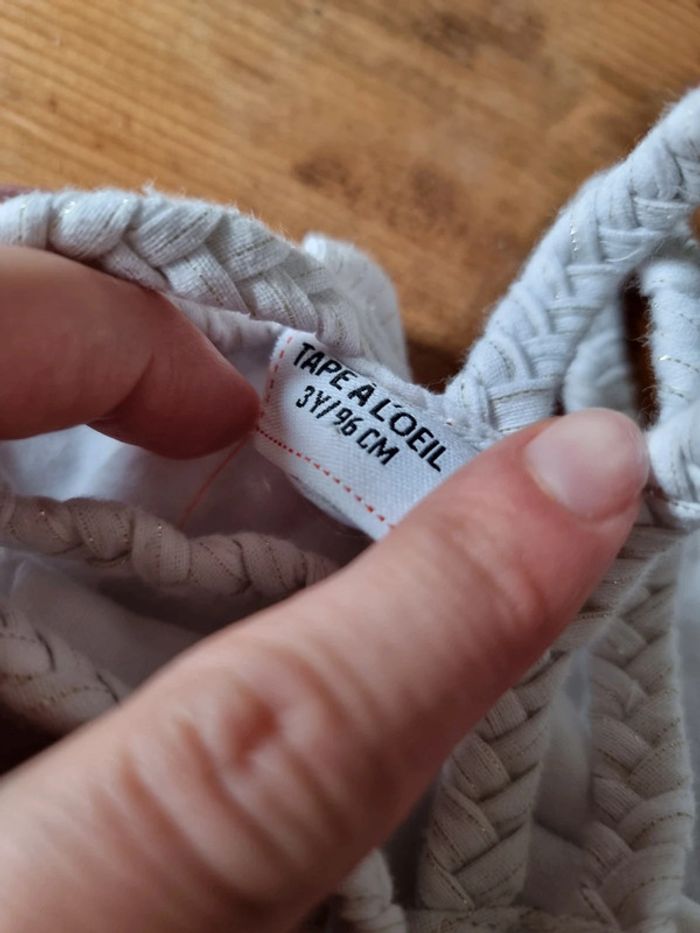 TAPE À L'OEIL
3Y/96 CM